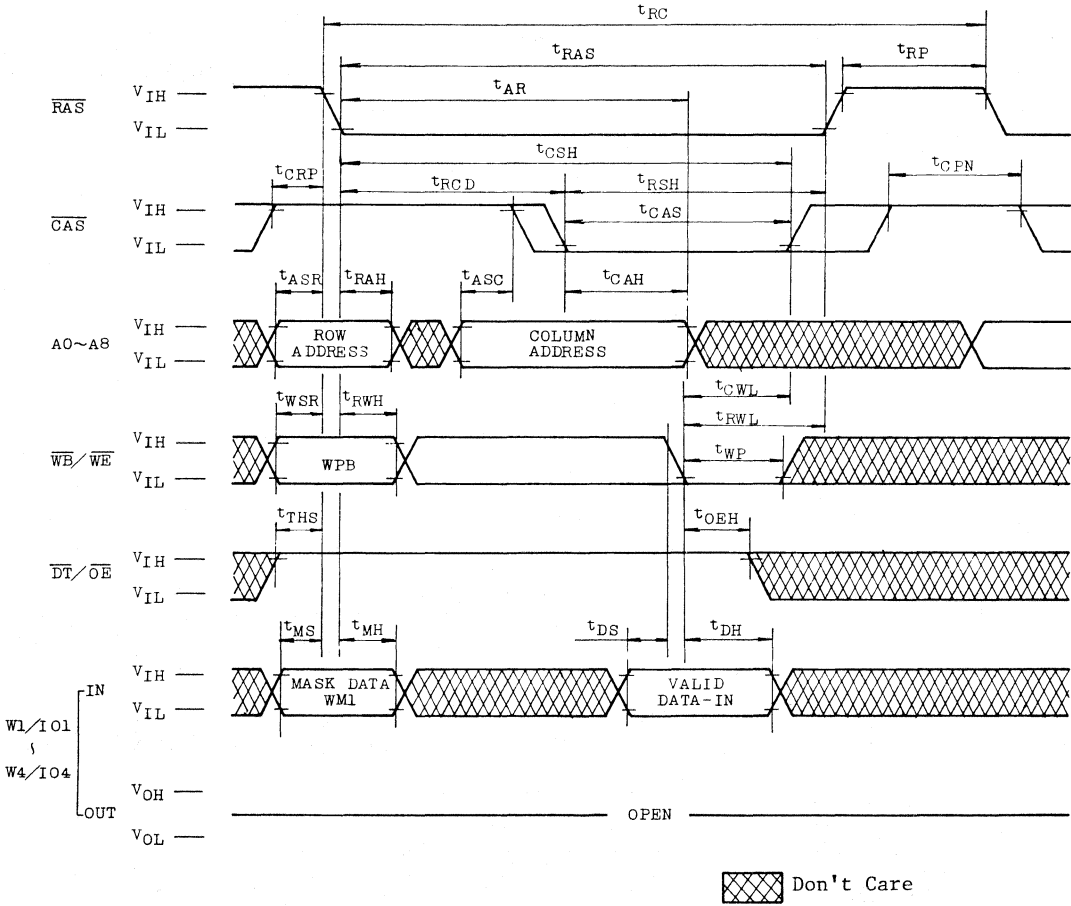 tRC
tRAS
tRP
tAR
RAS
VIH
VIL
tCSH
tCRP
tRCD
tRSH
tCPN
CAS
VIH
VIL
tCAS
tASR
tRAH
tASC
tCAH
A0~A8
VIH
VIL
ROW
ADDRESS
COLUMN
ADDRESS
tCWL
tRWL
tWSR
tRWH
tWP
WB/WE
VIH
VIL
WPB
tTHS
tOEH
DT/OE
VIH
VIL
tMS
tMH
tDS
tDH
W1/IO1
~
W4/IO4
IN
VIH
VIL
MASK DATA
WM1
VALID
DATA-IN
OUT
VOH
VOL
OPEN
Don't Care